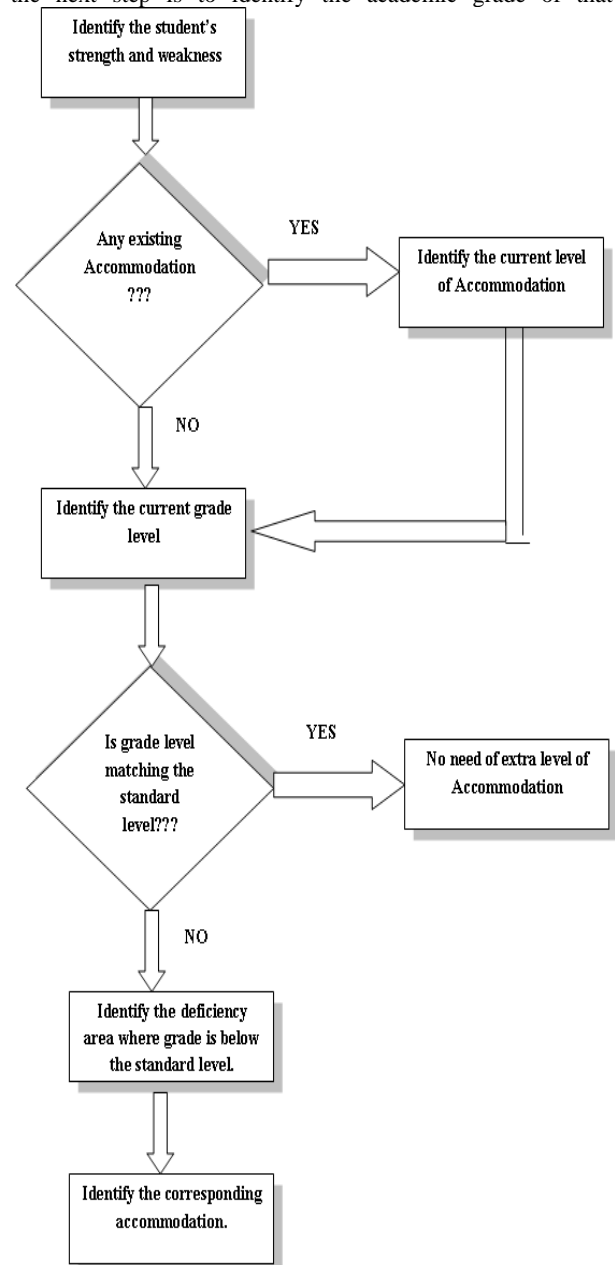 the next step is to identify the academic grade of that
Identify the student's
strength and weakness
Any existing
Accommodation
???
YES
Identify the current level
of Accommodation
NO
Identify the current grade
level
Is grade level
matching the
standard
level???
YES
No need of extra level of
Accommodation
NO
Identify the deficiency
area where grade is below
the standard level.
Identify the corresponding
accommodation.